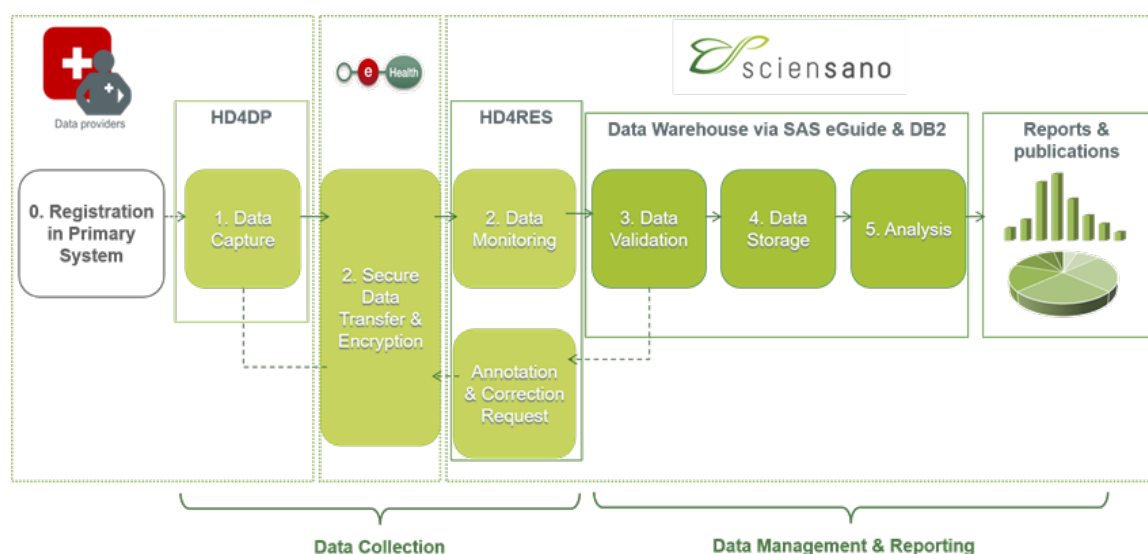 Data providers
e
Health
sciensano
HD4DP
HD4RES
Data Warehouse via SAS eGuide & DB2
Reports &
publications
0. Registration
in Primary
System
1. Data
Capture
2. Secure
Data
Transfer &
Encryption
2. Data
Monitoring
3. Data
Validation
4. Data
Storage
5. Analysis
Annotation
& Correction
Request
Data Collection
Data Management & Reporting